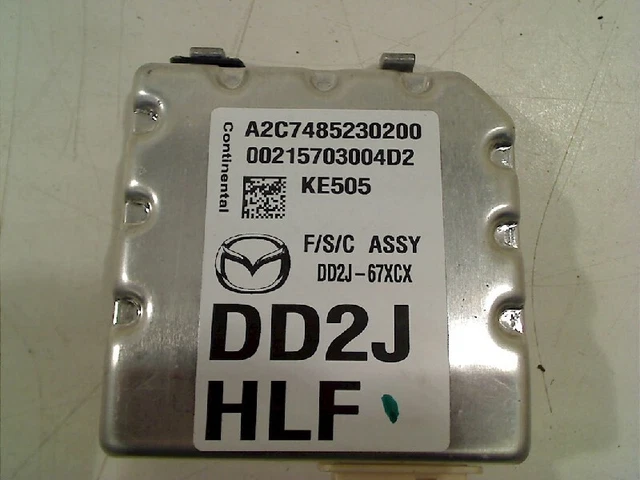 Continental
A2C7485230200
00215703004D2
KE505
F/S/C ASSY
DD2J-67XCX
DD2J
HLF